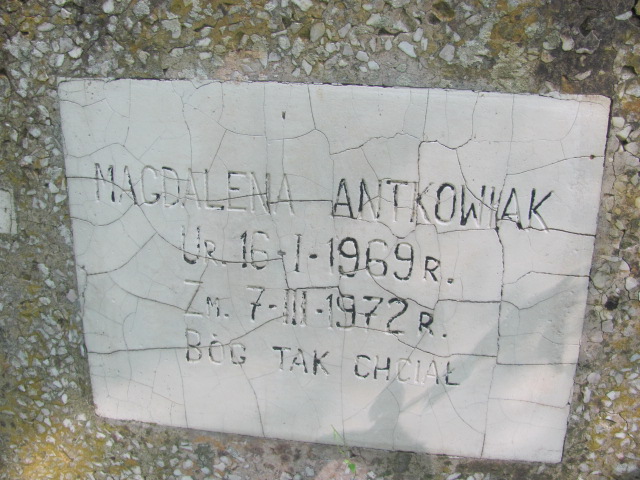 MAGDALENA ANTKOWIAK
UR. 16-I-1969 R.
ZM. 7-III-1972 R.
BÓG TAK CHCIAŁ